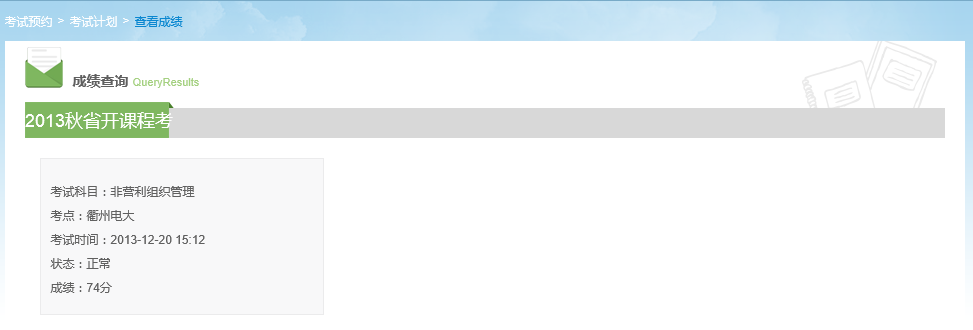 考试预约 > 考试计划 > 查看成绩
成绩查询 QueryResults
2013秋省开课程考
考试科目：非营利组织管理
考点：衢州电大
考试时间：2013-12-20 15:12
状态：正常
成绩：74分